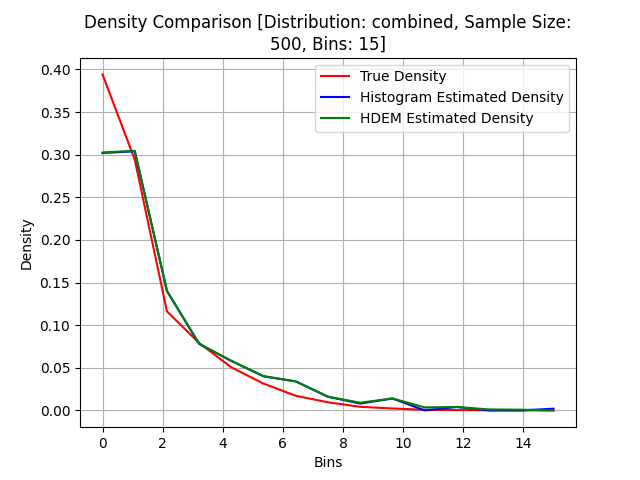 Density Comparison [Distribution: combined, Sample Size:
500, Bins: 15]
True Density
Histogram Estimated Density
HDEM Estimated Density
Density
0.40
0.35
0.30
0.25
0.20
0.15
0.10
0.05
0.00
0 2 4 6 8 10 12 14
Bins